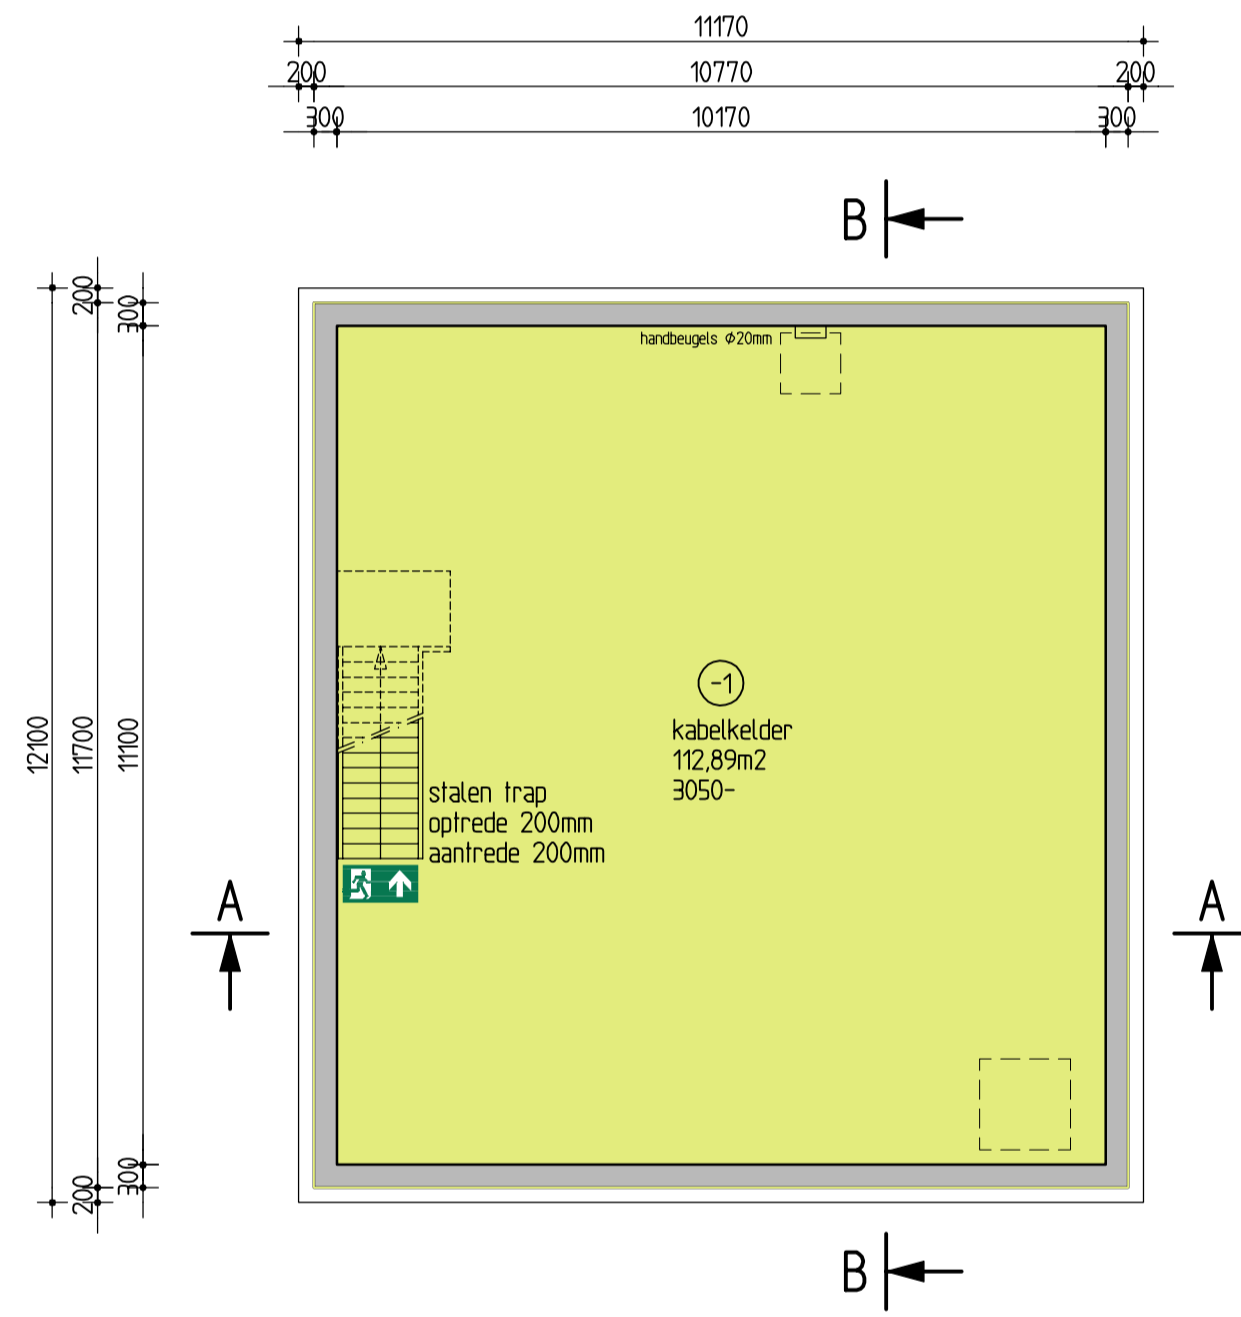 11170
200 10770 200
300 10170 300
B
200
300
handbeugels ⌀20mm
-1
kabelkelder
112,89m2
3050-
12100
11700
11100
stalen trap
optrede 200mm
aantrede 200mm
A
A
300
200
B